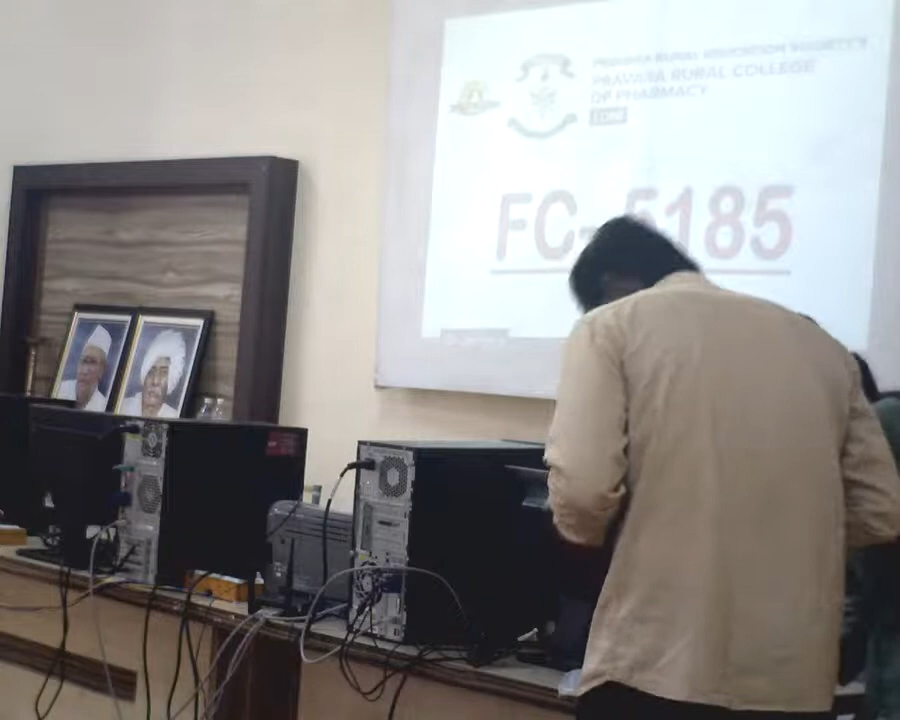 PRAVARA RURAL EDUCATION SOCIETY'S
PRAVARA RURAL COLLEGE
OF PHARMACY
LONI
FC- 5185